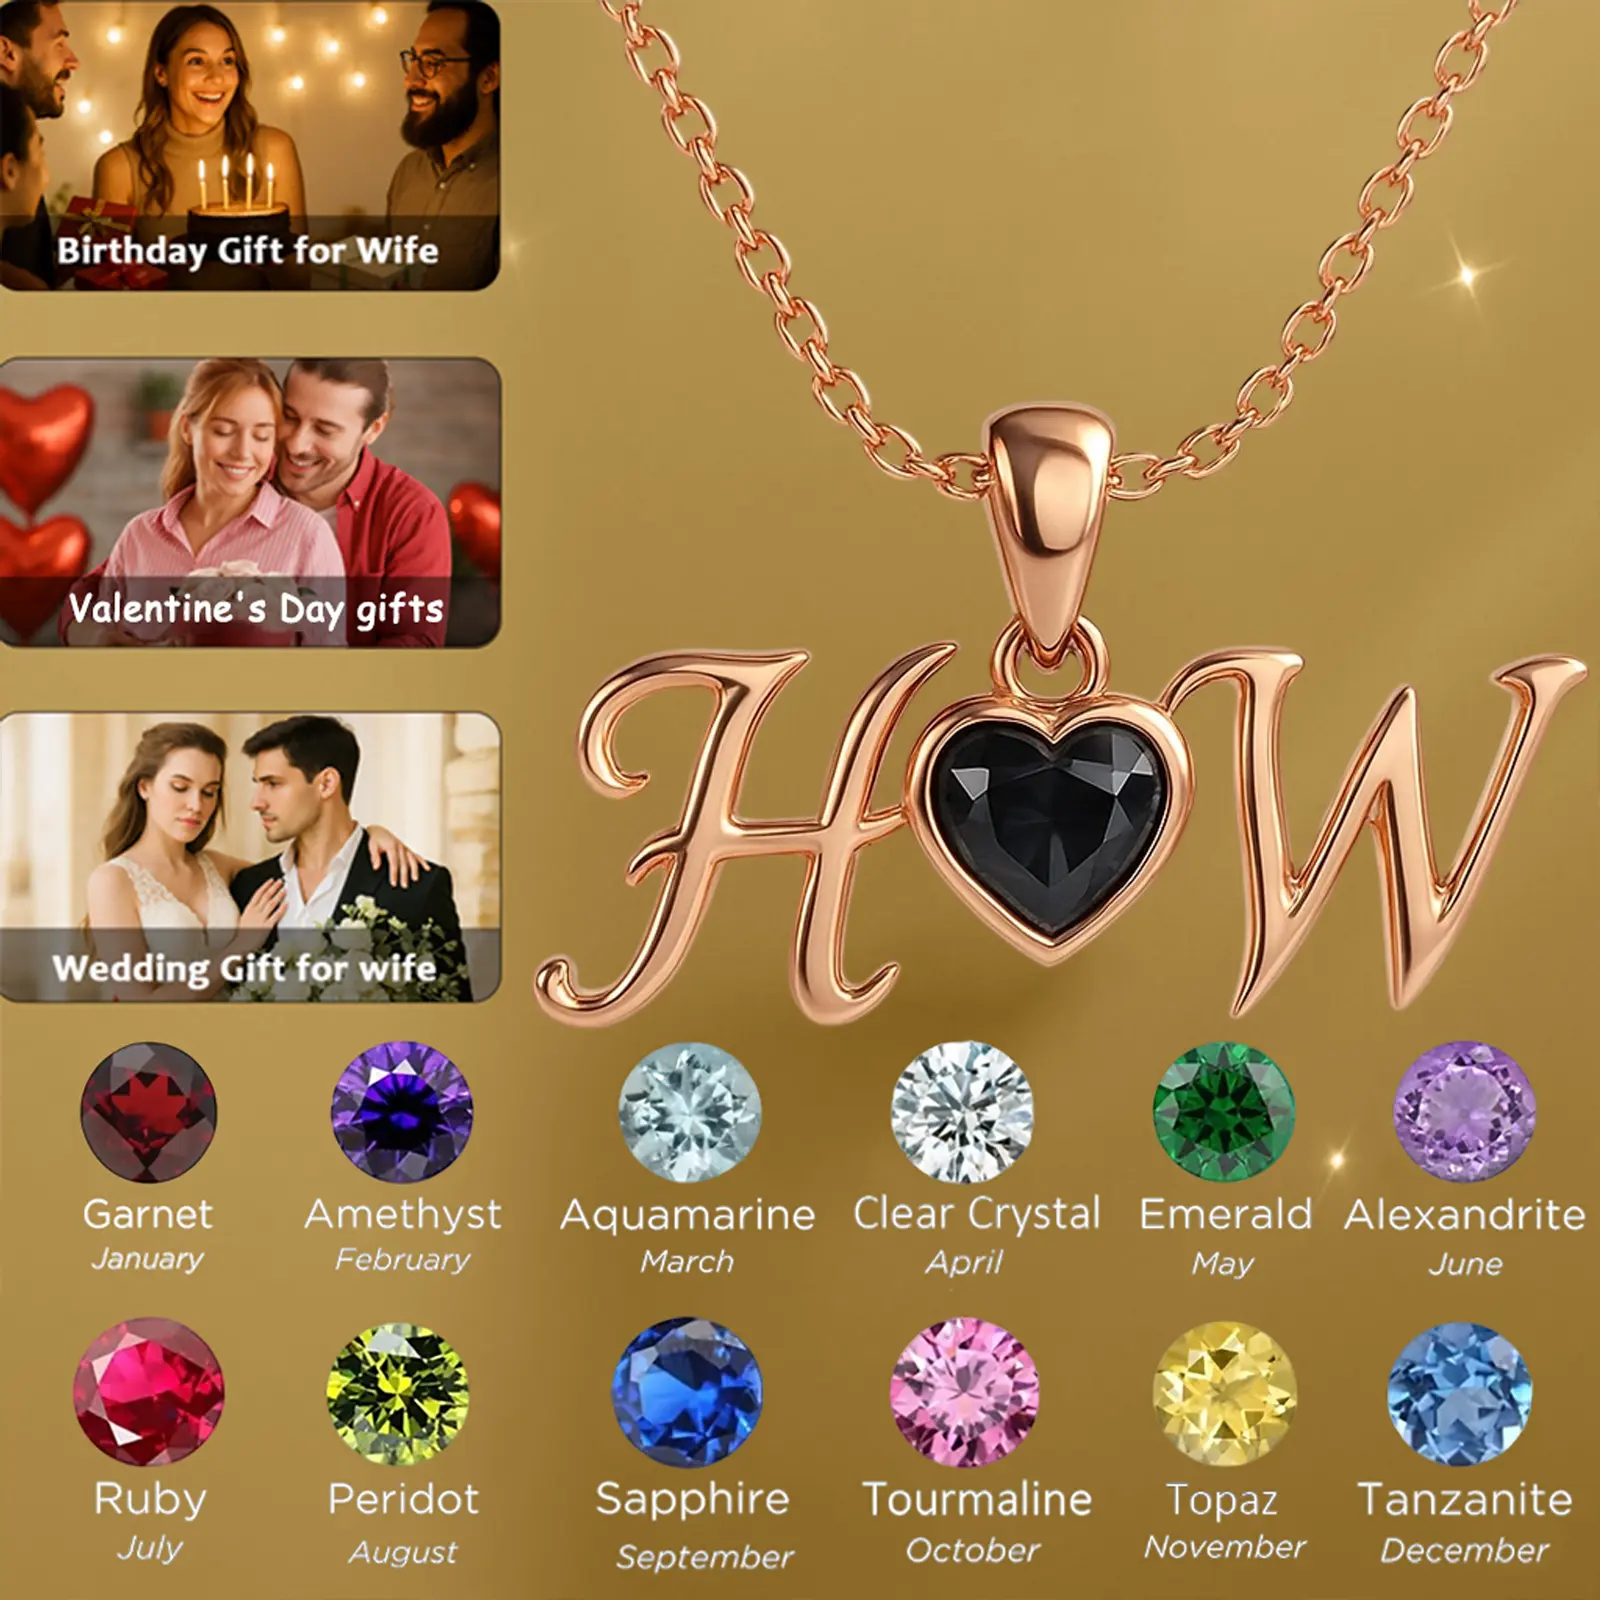 Birthday Gift for Wife
Valentine's Day gifts
Wedding Gift for wife
H W
Garnet
January
Amethyst
February
Aquamarine
March
Clear Crystal
April
Emerald
May
Alexandrite
June
Ruby
July
Peridot
August
Sapphire
September
Tourmaline
October
Topaz
November
Tanzanite
December